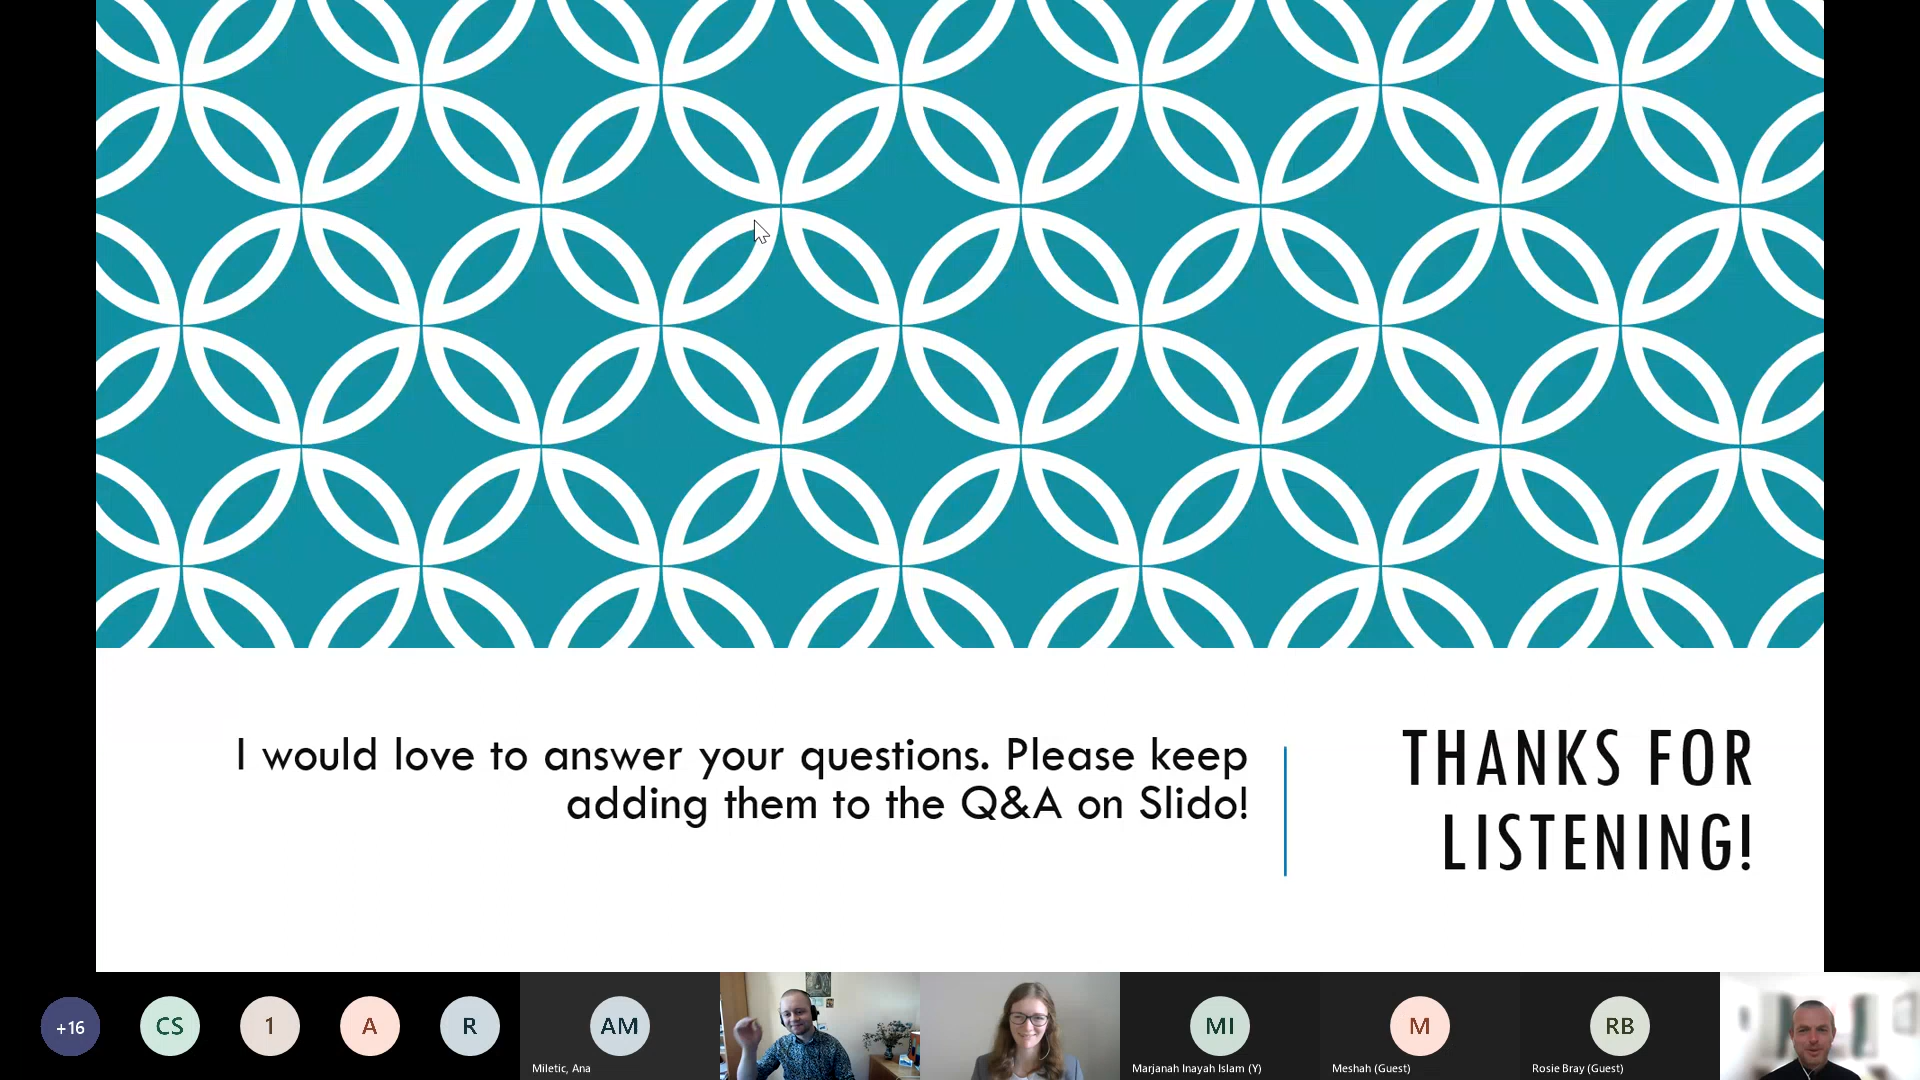 I would love to answer your questions. Please keep
adding them to the Q&A on Slido!
THANKS FOR
LISTENING!
+16
CS
1
A
R
AM
Miletic, Ana
MI
Marjanah Inayah Islam (Y)
M
Meshah (Guest)
RB
Rosie Bray (Guest)